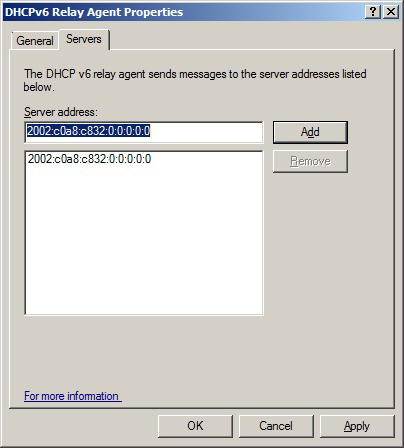 DHCPv6 Relay Agent Properties
General
Servers
The DHCP v6 relay agent sends messages to the server addresses listed
below.
Server address:
2002:c0a8:c832:0:0:0:0:0
Add
2002:c0a8:c832:0:0:0:0:0
Remove
For more information
OK
Cancel
Apply